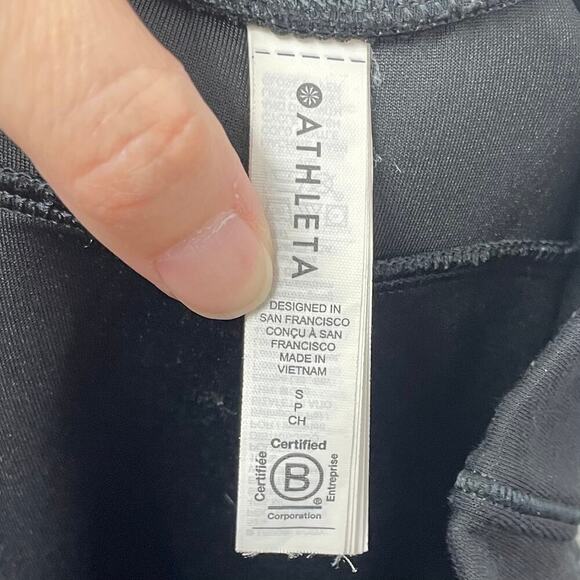 ATHLETA
DESIGNED IN
SAN FRANCISCO
CONÇU À SAN
FRANCISCO
MADE IN
VIETNAM
S
P
CH
Certified
Certifiée
B
®
Entreprise
Corporation